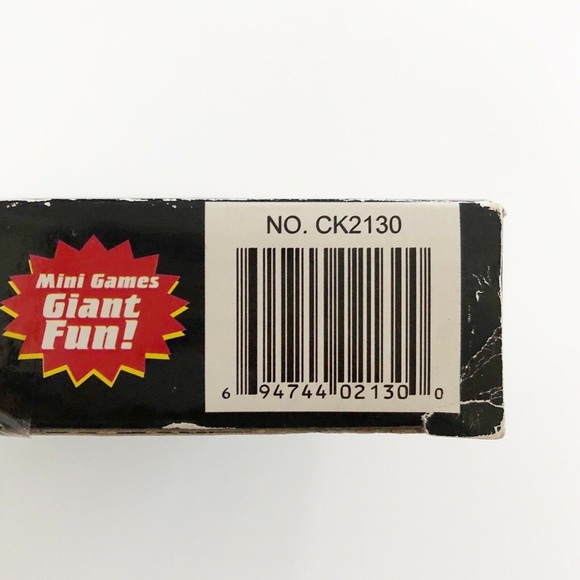 Mini Games
Giant
Fun!
NO. CK2130
6 94744 02130 0